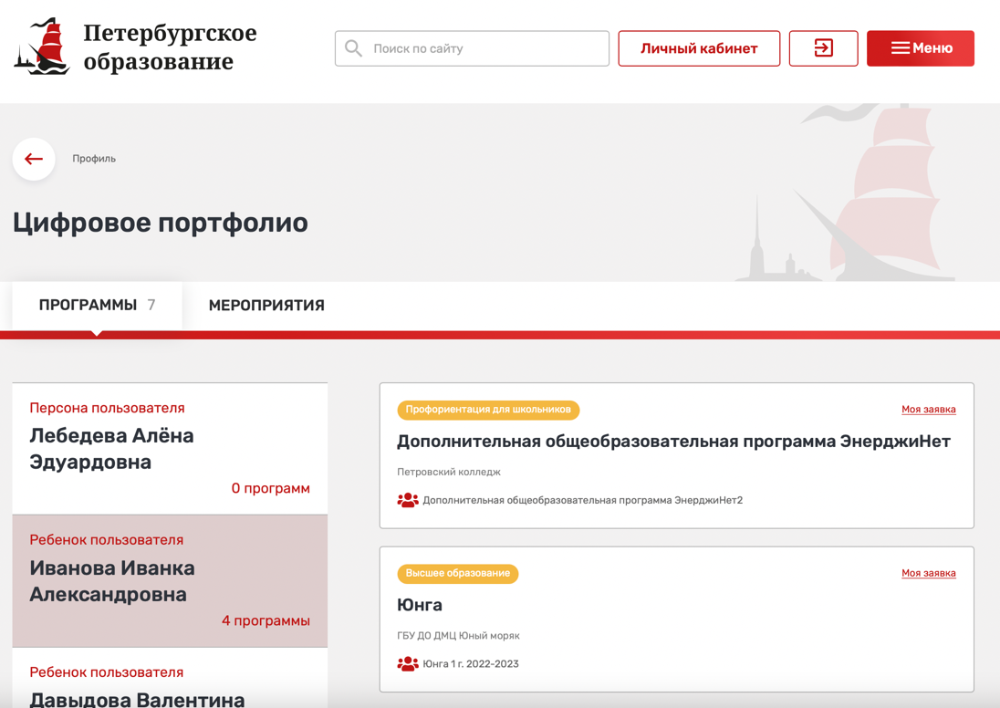 Петербургское
образование
Поиск по сайту
Личный кабинет
Меню
Профиль
Цифровое портфолио
ПРОГРАММЫ 7
МЕРОПРИЯТИЯ
Персона пользователя
Лебедева Алёна
Эдуардовна
0 программ
Ребенок пользователя
Иванова Иванка
Александровна
4 программы
Ребенок пользователя
Давыдова Валентина
Профориентация для школьников
Моя заявка
Дополнительная общеобразовательная программа ЭнерджиНет
Петровский колледж
Дополнительная общеобразовательная программа ЭнерджиНет2
Высшее образование
Моя заявка
Юнга
ГБУ ДО ДМЦ Юный моряк
Юнга 1 г. 2022-2023